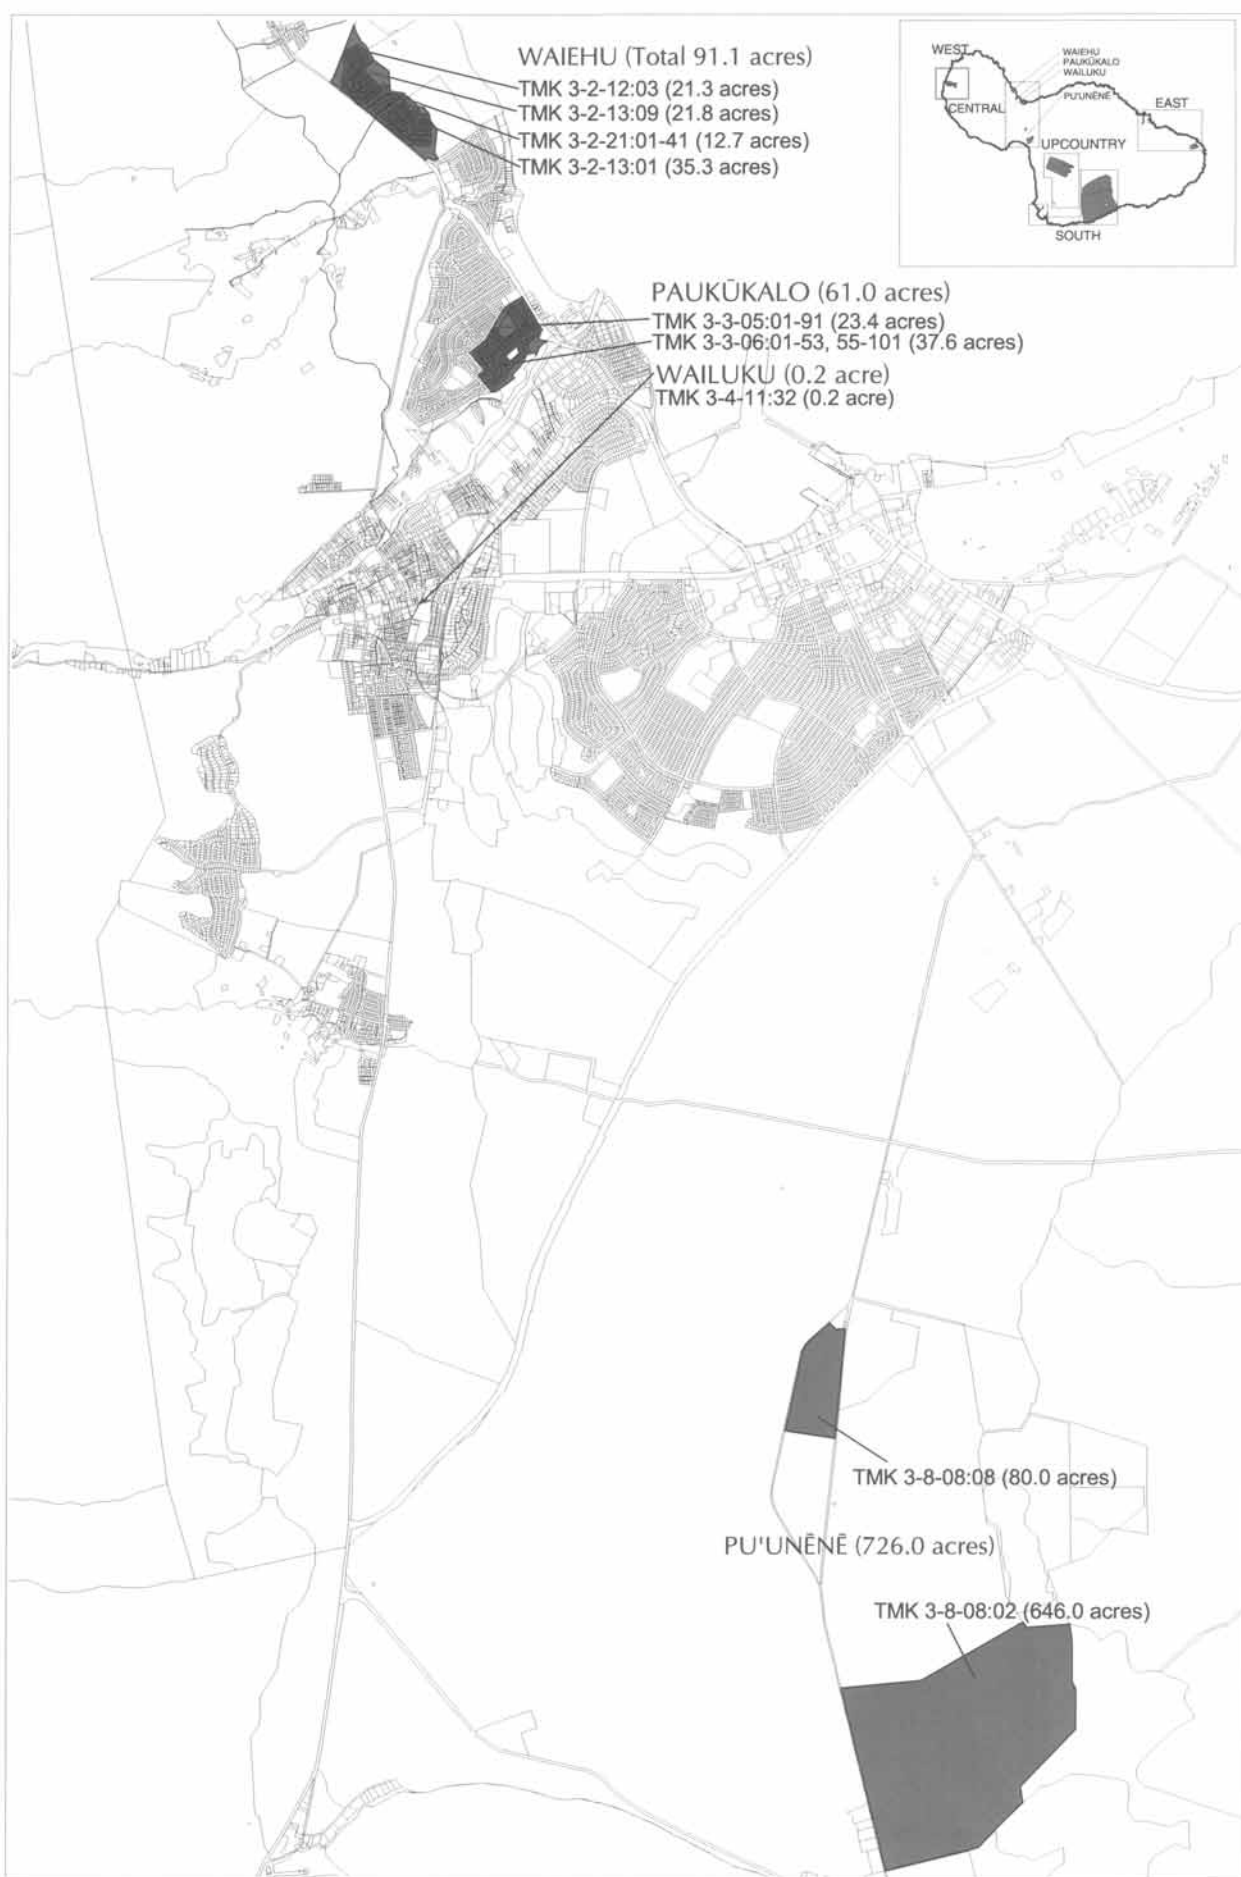 WAIEHU (Total 91.1 acres)
TMK 3-2-12:03 (21.3 acres)
TMK 3-2-13:09 (21.8 acres)
TMK 3-2-21:01-41 (12.7 acres)
TMK 3-2-13:01 (35.3 acres)
WEST
CENTRAL
WAIEHU
PAUKŪKALO
WAILUKU
PU'UNĒNĒ
EAST
UPCOUNTRY
SOUTH
PAUKŪKALO (61.0 acres)
TMK 3-3-05:01-91 (23.4 acres)
TMK 3-3-06:01-53, 55-101 (37.6 acres)
WAILUKU (0.2 acre)
TMK 3-4-11:32 (0.2 acre)
TMK 3-8-08:08 (80.0 acres)
PU'UNĒNĒ (726.0 acres)
TMK 3-8-08:02 (646.0 acres)